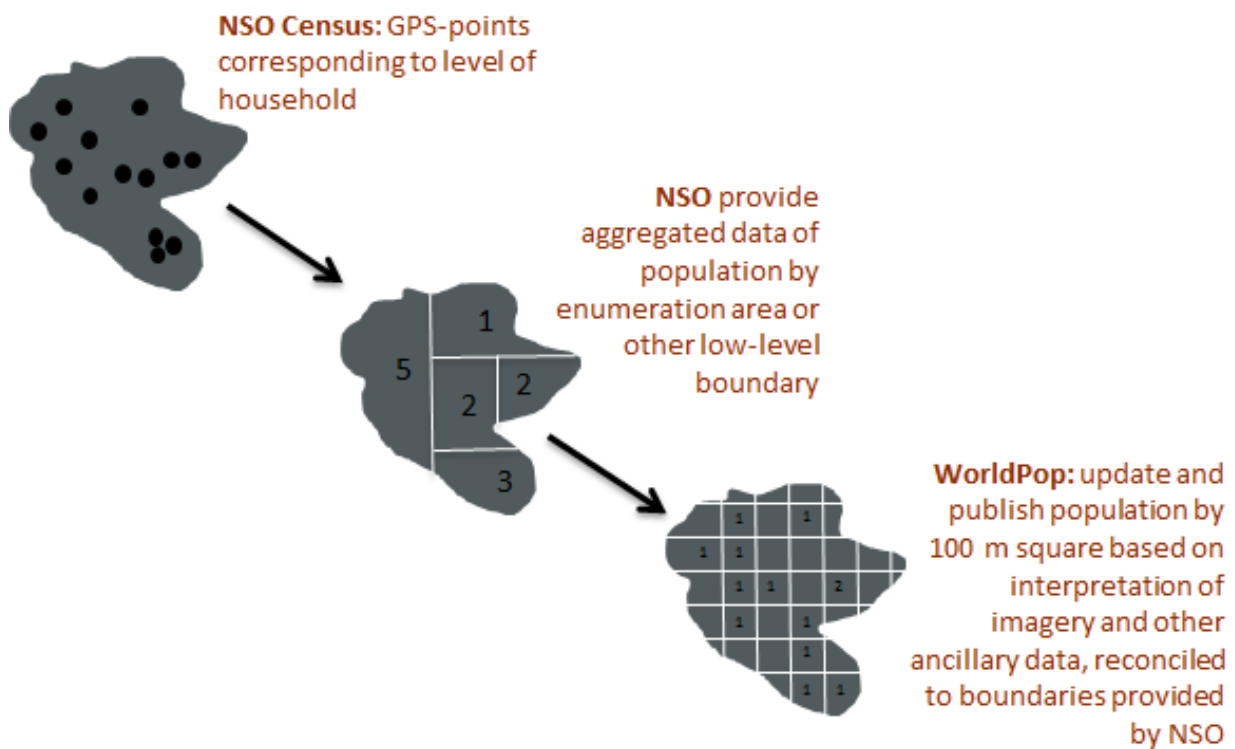 NSO Census: GPS-points
corresponding to level of
household
NSO provide
aggregated data of
population by
enumeration area or
other low-level
boundary
1
5
2
2
3
WorldPop: update and
publish population by
100 m square based on
interpretation of
imagery and other
ancillary data, reconciled
to boundaries provided
by NSO
1 1
1 1
1 1 2
1 1
1
1 1